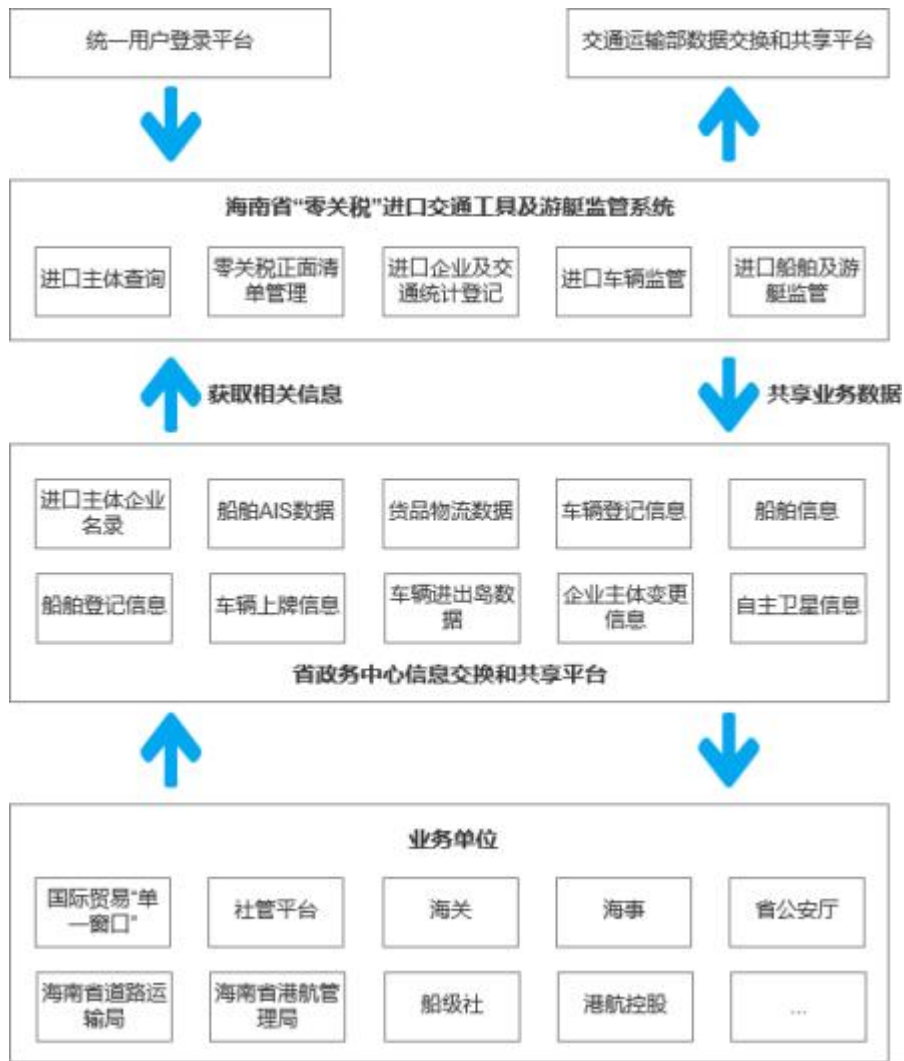 统一用户登录平台
交通运输部数据交换和共享平台
海南省“零关税”进口交通工具及游艇监管系统
进口主体查询
零关税正面清
单管理
进口企业及交
通统计登记
进口车辆监管
进口船舶及游
艇监管
获取相关信息
共享业务数据
进口主体企业
名录
船舶AIS数据
货品物流数据
车辆登记信息
船舶信息
船舶登记信息
车辆上牌信息
车辆进出岛数
据
企业主体变更
信息
自主卫星信息
省政务中心信息交换和共享平台
业务单位
国际贸易“单
一窗口”
社管平台
海关
海事
省公安厅
海南省道路运
输局
海南省港航管
理局
船级社
港航控股
...